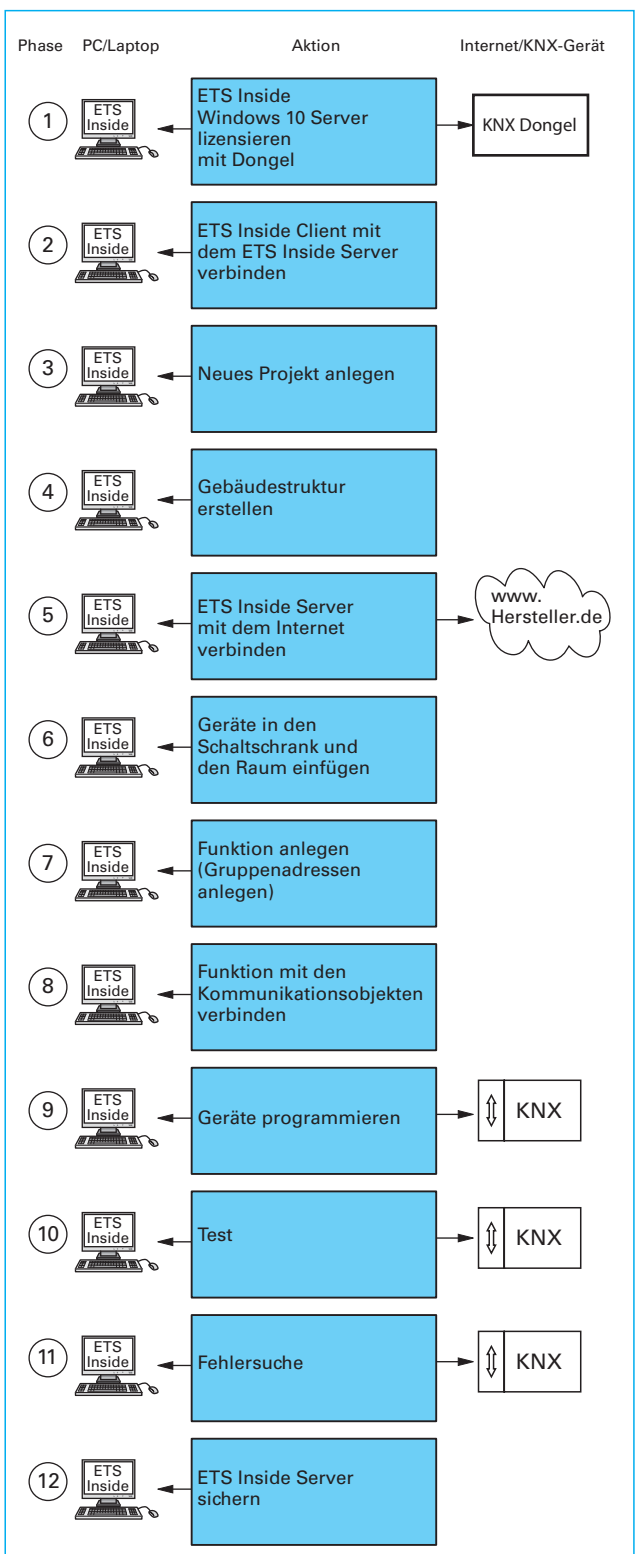 Phase PC/Laptop Aktion Internet/KNX-Gerät
1
ETS
Inside
ETS Inside
Windows 10 Server
lizensieren
mit Dongel
KNX Dongel
2
ETS
Inside
ETS Inside Client mit
dem ETS Inside Server
verbinden
3
ETS
Inside
Neues Projekt anlegen
4
ETS
Inside
Gebäudestruktur
erstellen
5
ETS
Inside
ETS Inside Server
mit dem Internet
verbinden
www.
Hersteller.de
6
ETS
Inside
Geräte in den
Schaltschrank und
den Raum einfügen
7
ETS
Inside
Funktion anlegen
(Gruppenadressen
anlegen)
8
ETS
Inside
Funktion mit den
Kommunikationsobjekten
verbinden
9
ETS
Inside
Geräte programmieren
KNX
10
ETS
Inside
Test
KNX
11
ETS
Inside
Fehlersuche
KNX
12
ETS
Inside
ETS Inside Server
sichern